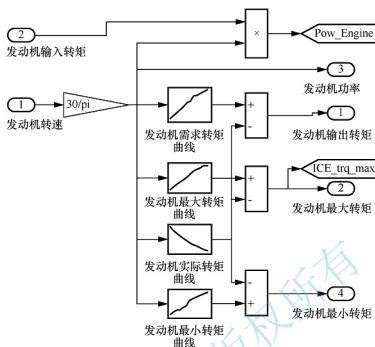 2
发动机输入转矩
×
Pow_Engine
3
发动机功率
1
发动机转速
30/pi
发动机需求转矩
曲线
+
-
1
发动机输出转矩
ICE_trq_max
发动机最大转矩
曲线
+
-
2
发动机最大转矩
发动机实际转矩
曲线
-
+
4
发动机最小转矩
发动机最小转矩
曲线
版权所有